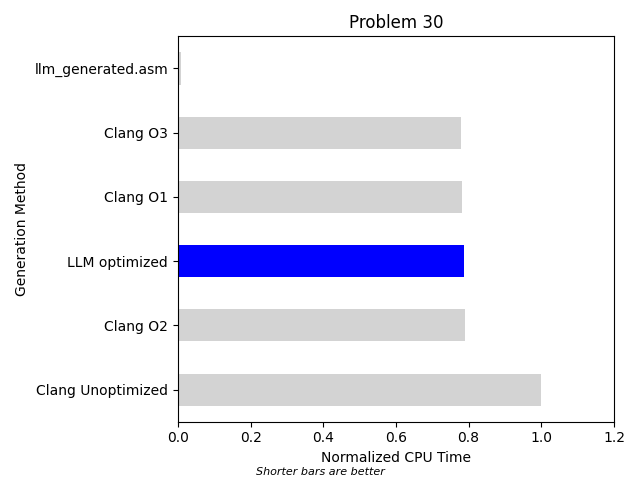 Problem 30
Generation Method
llm_generated.asm
Clang O3
Clang O1
LLM optimized
Clang O2
Clang Unoptimized
0.0 0.2 0.4 0.6 0.8 1.0 1.2
Normalized CPU Time
Shorter bars are better